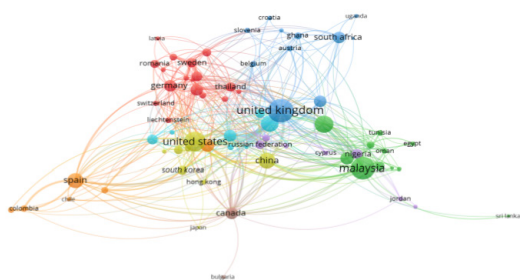 croatia
uganda
slovenia
ghana
south africa
latvia
austria
romania
sweden
belgium
germany
thailand
switzerland
united kingdom
liechtenstein
tunisia
united states
russian federation
egypt
cyprus
nigeria
oman
china
south korea
malaysia
hong kong
spain
chile
jordan
colombia
canada
sri lanka
japan
bulgaria